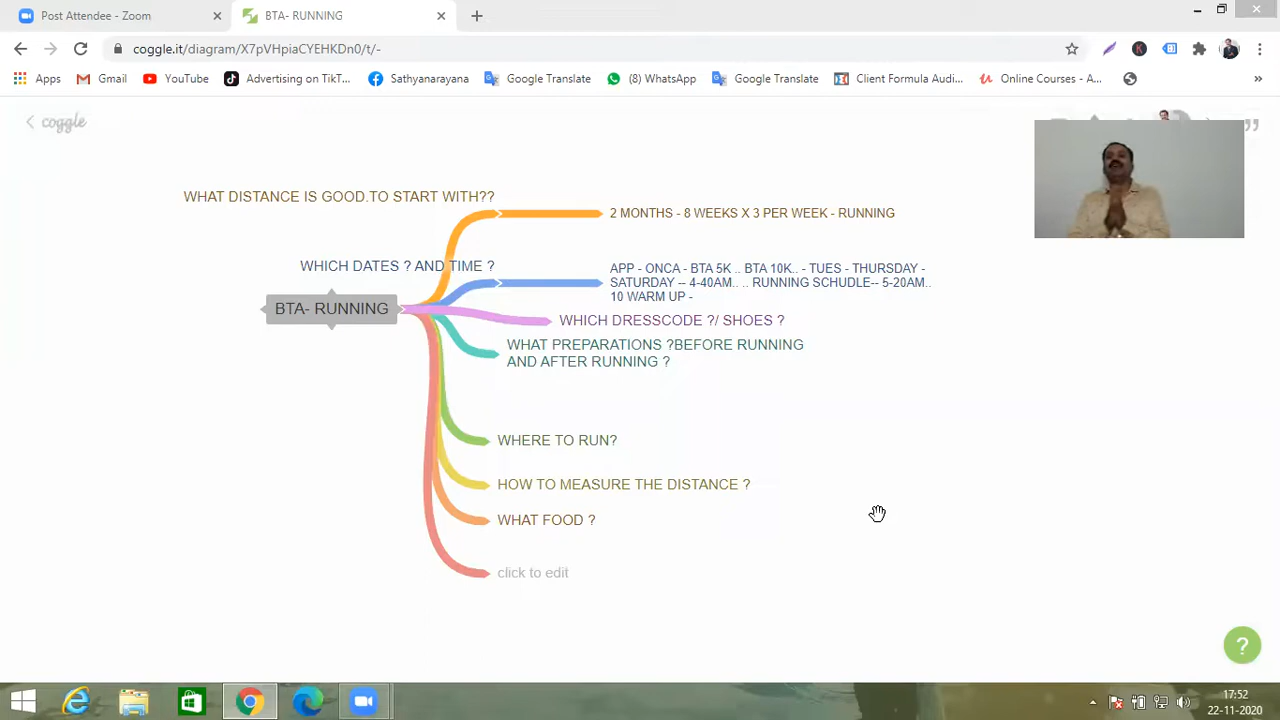 Post Attendee - Zoom
BTA- RUNNING
coggle.it/diagram/X7pVHpiaCYEHKDn0/t/-
Apps
Gmail
YouTube
Advertising on TikT...
Sathyanarayana
Google Translate
(8) WhatsApp
Google Translate
Client Formula Audi...
Online Courses - A...
coggle
WHAT DISTANCE IS GOOD.TO START WITH??
2 MONTHS - 8 WEEKS X 3 PER WEEK - RUNNING
WHICH DATES ? AND TIME ?
APP - ONCA - BTA 5K .. BTA 10K.. - TUES - THURSDAY -
SATURDAY -- 4-40AM.. .. RUNNING SCHUDLE-- 5-20AM..
10 WARM UP -
BTA- RUNNING
WHICH DRESSCODE ?/ SHOES ?
WHAT PREPARATIONS ?BEFORE RUNNING
AND AFTER RUNNING ?
WHERE TO RUN?
HOW TO MEASURE THE DISTANCE ?
WHAT FOOD ?
click to edit
?
17:52
22-11-2020